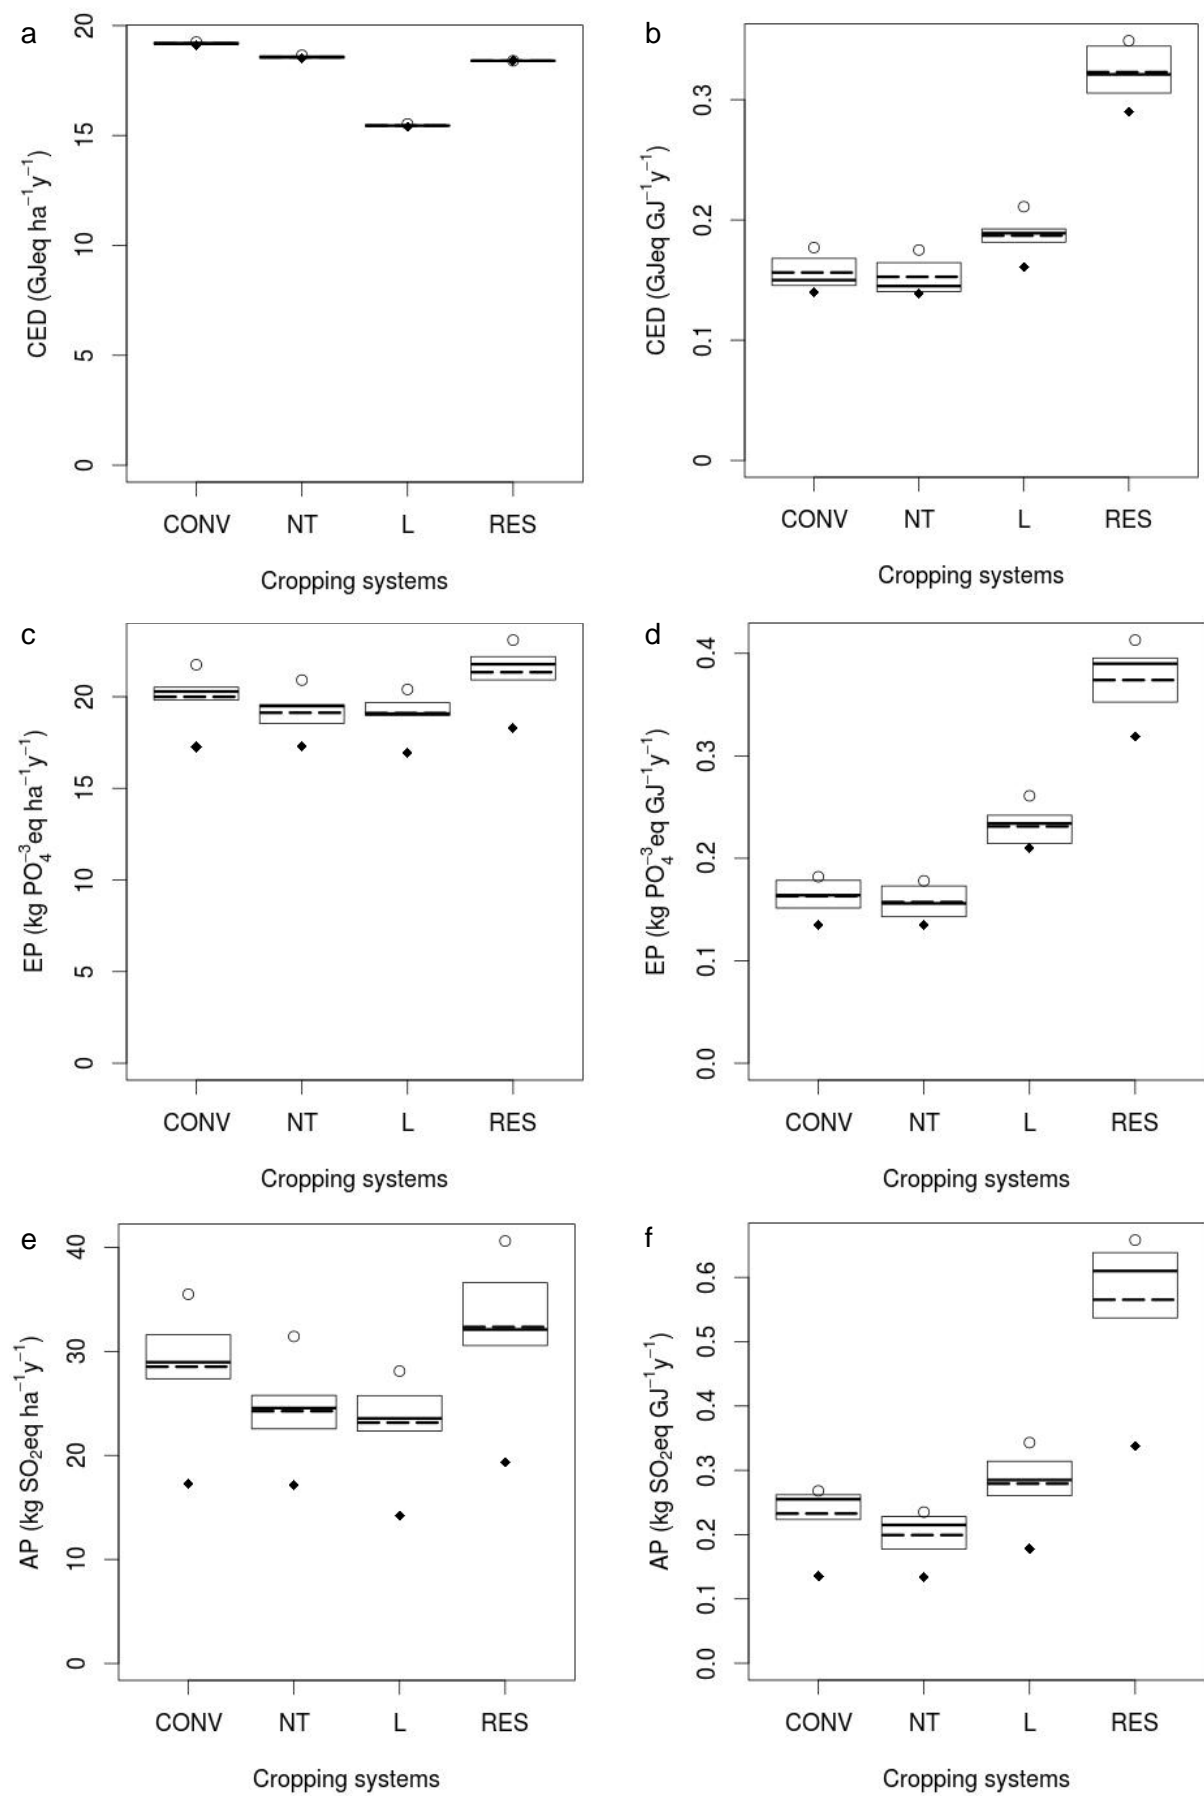 a
CED (GJeq ha⁻¹y⁻¹)
20
15
10
5
0
CONV NT L RES
Cropping systems
b
CED (GJeq GJ⁻¹y⁻¹)
0.3
0.2
0.1
0
CONV NT L RES
Cropping systems
c
EP (kg PO₄⁻³eq ha⁻¹y⁻¹)
20
15
10
5
0
CONV NT L RES
Cropping systems
d
EP (kg PO₄⁻³eq GJ⁻¹y⁻¹)
0.4
0.3
0.2
0.1
0.0
CONV NT L RES
Cropping systems
e
AP (kg SO₂eq ha⁻¹y⁻¹)
40
30
20
10
0
CONV NT L RES
Cropping systems
f
AP (kg SO₂eq GJ⁻¹y⁻¹)
0.6
0.5
0.4
0.3
0.2
0.1
0.0
CONV NT L RES
Cropping systems